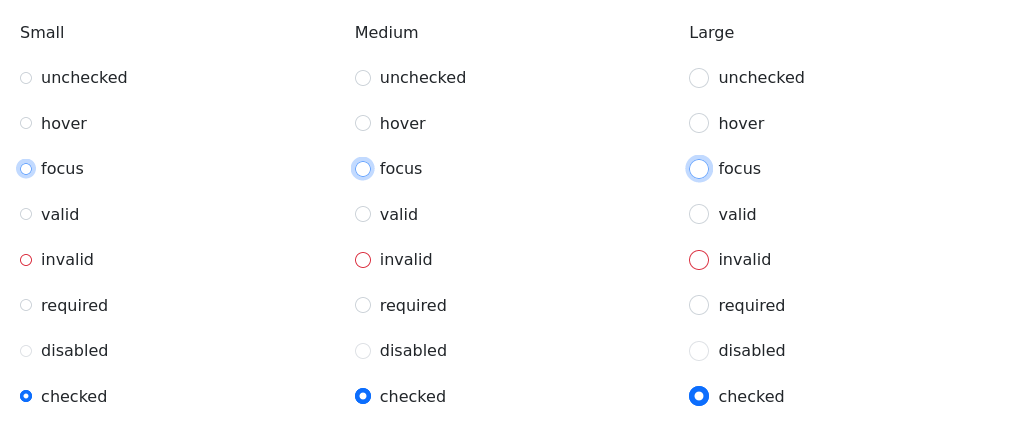 Small Medium Large
unchecked unchecked unchecked
hover hover hover
focus focus focus
valid valid valid
invalid invalid invalid
required required required
disabled disabled disabled
checked checked checked